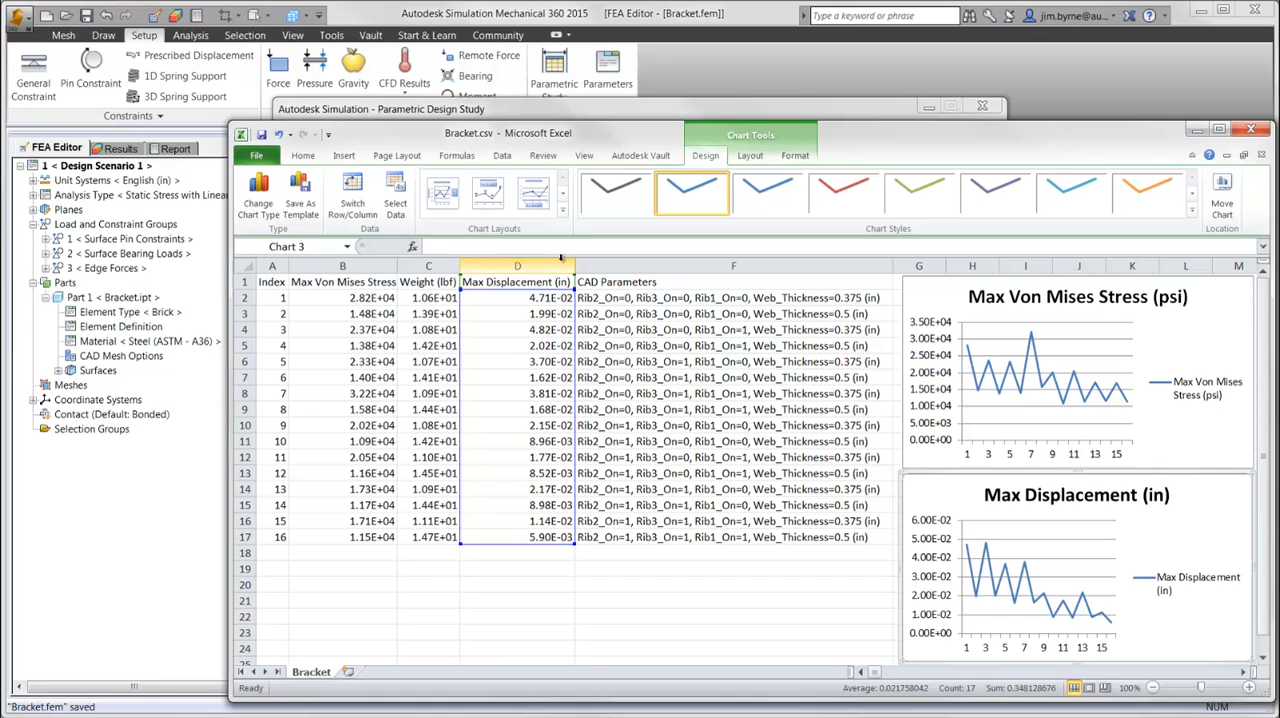 Autodesk Simulation Mechanical 360 2015 [FEA Editor - [Bracket.fem]]
Type a keyword or phrase
jim.byrne@au...
Mesh Draw Setup Analysis Selection View Tools Vault Start & Learn Community
General Constraint
Pin Constraint
Prescribed Displacement
1D Spring Support
3D Spring Support
Constraints
Force
Pressure
Gravity
CFD Results
Remote Force
Bearing
Moment
Parametric
Study
Parameters
Autodesk Simulation - Parametric Design Study
Bracket.csv - Microsoft Excel
Chart Tools
File Home Insert Page Layout Formulas Data Review View Autodesk Vault Design Layout Format
Change Chart Type
Save As Template
Switch Row/Column
Select Data
Move Chart
Type Data Chart Layouts Chart Styles Location
Chart 3
fx
FEA Editor Results Report
1 < Design Scenario 1 >
Unit Systems < English (in) >
Analysis Type < Static Stress with Linear
Planes
Load and Constraint Groups
1 < Surface Pin Constraints >
2 < Surface Bearing Loads >
3 < Edge Forces >
Parts
Part 1 < Bracket.ipt >
Element Type < Brick >
Element Definition
Material < Steel (ASTM - A36) >
CAD Mesh Options
Surfaces
Meshes
Coordinate Systems
Contact (Default: Bonded)
Selection Groups
A B C D F G H I J K L M
1 Index Max Von Mises Stress Weight (lbf) Max Displacement (in) CAD Parameters
2 1 2.82E+04 1.06E+01 4.71E-02 Rib2_On=0, Rib3_On=0, Rib1_On=0, Web_Thickness=0.375 (in)
3 2 1.48E+04 1.39E+01 1.99E-02 Rib2_On=0, Rib3_On=0, Rib1_On=0, Web_Thickness=0.5 (in)
4 3 2.37E+04 1.08E+01 4.82E-02 Rib2_On=0, Rib3_On=0, Rib1_On=1, Web_Thickness=0.375 (in)
5 4 1.38E+04 1.42E+01 2.02E-02 Rib2_On=0, Rib3_On=0, Rib1_On=1, Web_Thickness=0.5 (in)
6 5 2.33E+04 1.07E+01 3.70E-02 Rib2_On=0, Rib3_On=1, Rib1_On=0, Web_Thickness=0.375 (in)
7 6 1.40E+04 1.41E+01 1.62E-02 Rib2_On=0, Rib3_On=1, Rib1_On=0, Web_Thickness=0.5 (in)
8 7 3.22E+04 1.09E+01 3.81E-02 Rib2_On=0, Rib3_On=1, Rib1_On=1, Web_Thickness=0.375 (in)
9 8 1.58E+04 1.44E+01 1.68E-02 Rib2_On=0, Rib3_On=1, Rib1_On=1, Web_Thickness=0.5 (in)
10 9 2.02E+04 1.08E+01 2.15E-02 Rib2_On=1, Rib3_On=0, Rib1_On=0, Web_Thickness=0.375 (in)
11 10 1.09E+04 1.42E+01 8.96E-03 Rib2_On=1, Rib3_On=0, Rib1_On=0, Web_Thickness=0.5 (in)
12 11 2.05E+04 1.10E+01 1.77E-02 Rib2_On=1, Rib3_On=0, Rib1_On=1, Web_Thickness=0.375 (in)
13 12 1.16E+04 1.45E+01 8.52E-03 Rib2_On=1, Rib3_On=0, Rib1_On=1, Web_Thickness=0.5 (in)
14 13 1.73E+04 1.09E+01 2.17E-02 Rib2_On=1, Rib3_On=1, Rib1_On=0, Web_Thickness=0.375 (in)
15 14 1.17E+04 1.44E+01 8.98E-03 Rib2_On=1, Rib3_On=1, Rib1_On=0, Web_Thickness=0.5 (in)
16 15 1.71E+04 1.11E+01 1.14E-02 Rib2_On=1, Rib3_On=1, Rib1_On=1, Web_Thickness=0.375 (in)
17 16 1.15E+04 1.47E+01 5.90E-03 Rib2_On=1, Rib3_On=1, Rib1_On=1, Web_Thickness=0.5 (in)
18
19
20
21
22
23
24
25
Max Von Mises Stress (psi)
3.50E+04
3.00E+04
2.50E+04
2.00E+04
1.50E+04
1.00E+04
5.00E+03
0.00E+00
1 3 5 7 9 11 13 15
Max Von Mises
Stress (psi)
Max Displacement (in)
6.00E-02
5.00E-02
4.00E-02
3.00E-02
2.00E-02
1.00E-02
0.00E+00
1 3 5 7 9 11 13 15
Max Displacement
(in)
Bracket
Ready
Average: 0.021758042 Count: 17 Sum: 0.348128676 100%
"Bracket.fem" saved
NUM